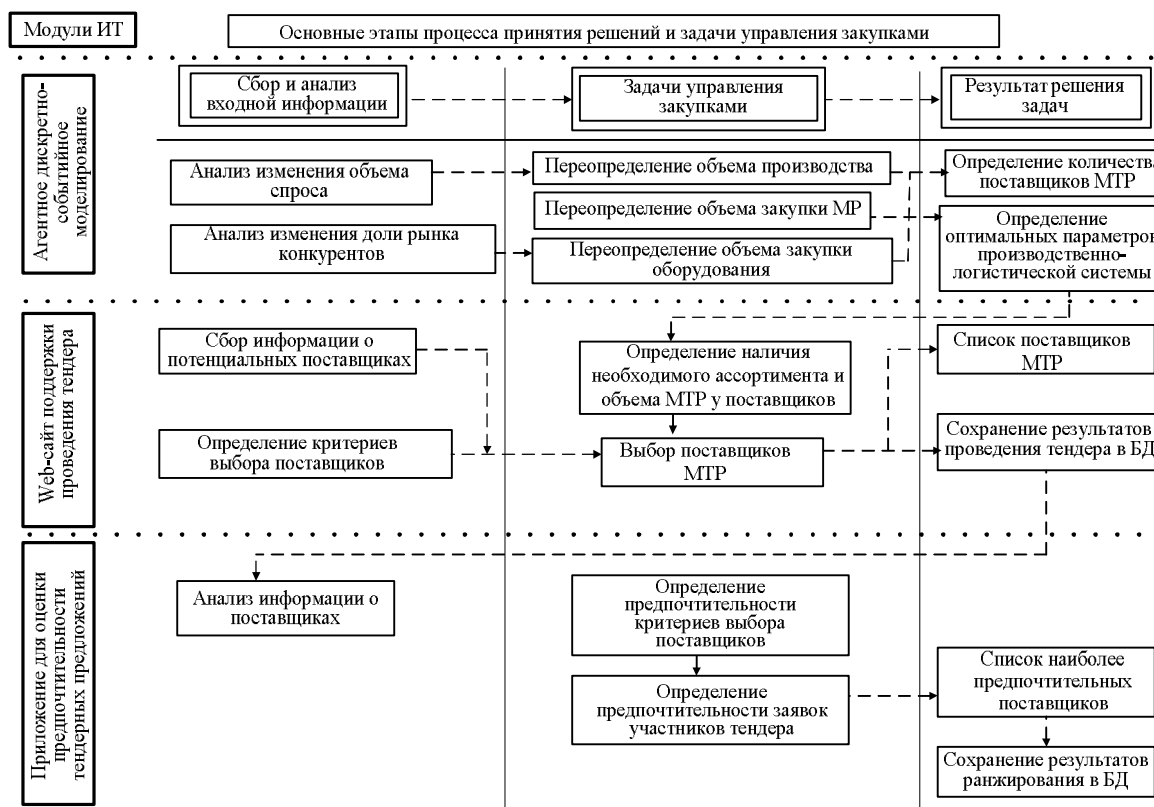 Модули ИТ
Основные этапы процесса принятия решений и задачи управления закупками
Агентное дискретно-
событийное
моделирование
Сбор и анализ
входной информации
Задачи управления
закупками
Результат решения
задач
Анализ изменения объема
спроса
Переопределение объема производства
Определение количества
поставщиков МТР
Переопределение объема закупки МР
Анализ изменения доли рынка
конкурентов
Переопределение объема закупки
оборудования
Определение
оптимальных параметров
производственно-
логистической системы
Web-сайт поддержки
проведения тендера
Сбор информации о
потенциальных поставщиках
Определение наличия
необходимого ассортимента и
объема МТР у поставщиков
Список поставщиков
МТР
Определение критериев
выбора поставщиков
Выбор поставщиков
МТР
Сохранение результатов
проведения тендера в БД
Приложение для оценки
предпочтительности
тендерных предложений
Анализ информации о
поставщиках
Определение
предпочтительности
критериев выбора
поставщиков
Определение
предпочтительности заявок
участников тендера
Список наиболее
предпочтительных
поставщиков
Сохранение результатов
ранжирования в БД